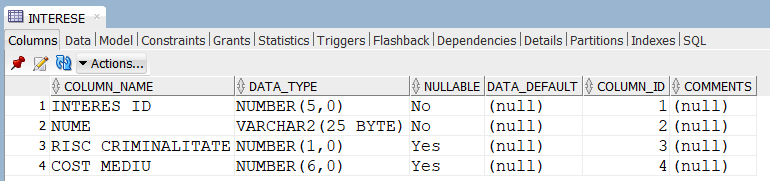 INTERESE
Columns Data Model Constraints Grants Statistics Triggers Flashback Dependencies Details Partitions Indexes SQL
Actions...
COLUMN_NAME DATA_TYPE NULLABLE DATA_DEFAULT COLUMN_ID COMMENTS
1 INTERES ID NUMBER(5,0) No (null) 1 (null)
2 NUME VARCHAR2(25 BYTE) No (null) 2 (null)
3 RISC CRIMINALITATE NUMBER(1,0) Yes (null) 3 (null)
4 COST MEDIU NUMBER(6,0) Yes (null) 4 (null)